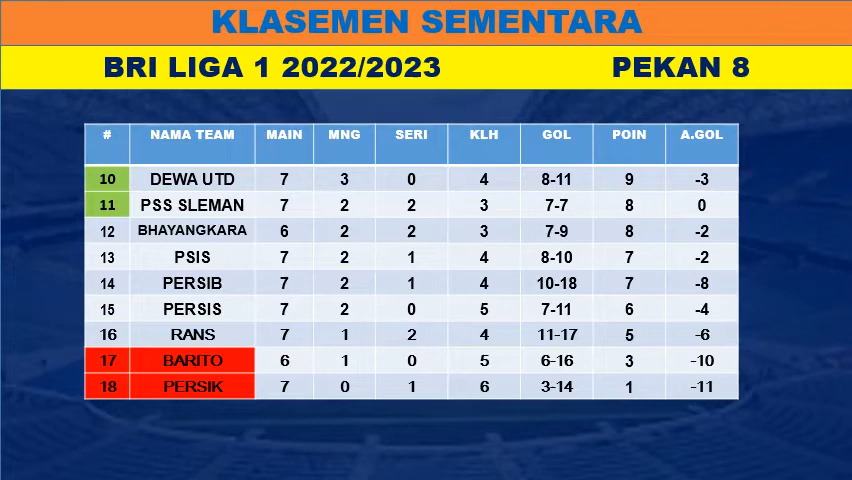 KLASEMEN SEMENTARA
BRI LIGA 1 2022/2023 PEKAN 8
# NAMA TEAM MAIN MNG SERI KLH GOL POIN A.GOL
10 DEWA UTD 7 3 0 4 8-11 9 -3
11 PSS SLEMAN 7 2 2 3 7-7 8 0
12 BHAYANGKARA 6 2 2 3 7-9 8 -2
13 PSIS 7 2 1 4 8-10 7 -2
14 PERSIB 7 2 1 4 10-18 7 -8
15 PERSIS 7 2 0 5 7-11 6 -4
16 RANS 7 1 2 4 11-17 5 -6
17 BARITO 6 1 0 5 6-16 3 -10
18 PERSIK 7 0 1 6 3-14 1 -11